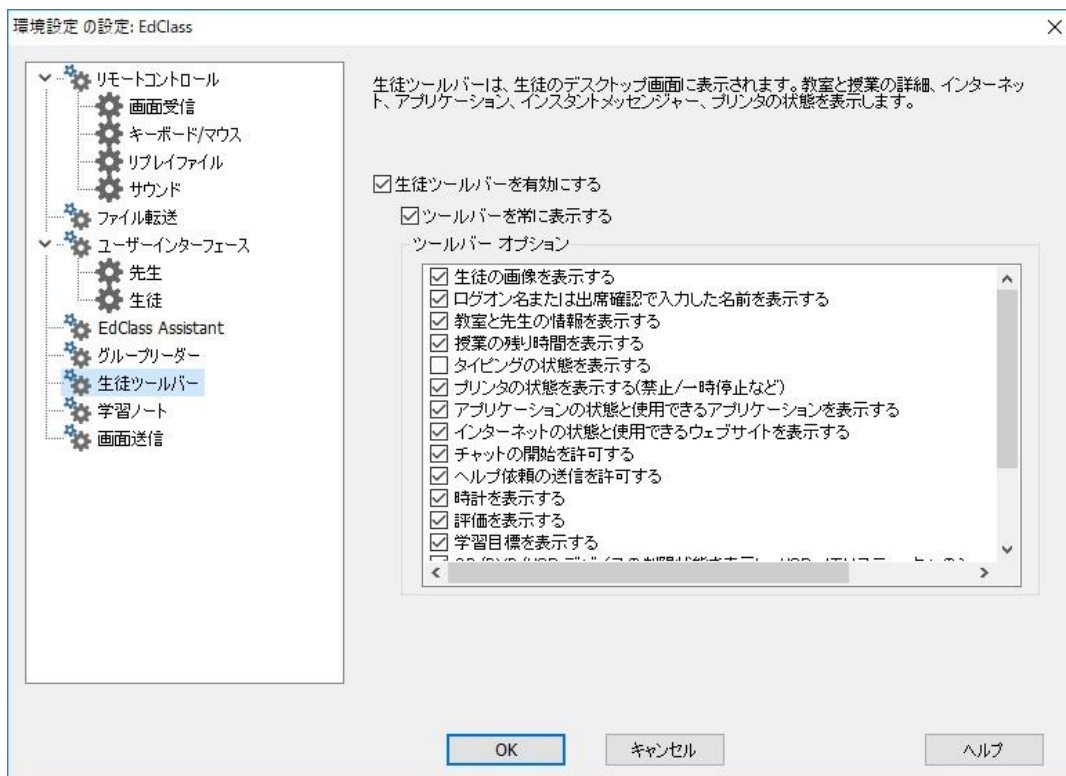 環境設定 の設定: EdClass
リモートコントロール
画面受信
キーボード/マウス
リプレイファイル
サウンド
ファイル転送
ユーザーインターフェース
先生
生徒
EdClass Assistant
グループリーダー
生徒ツールバー
学習ノート
画面送信
生徒ツールバーは、生徒のデスクトップ画面に表示されます。教室と授業の詳細、インターネッ
ト、アプリケーション、インスタントメッセンジャー、プリンタの状態を表示します。
生徒ツールバーを有効にする
ツールバーを常に表示する
ツールバー オプション
生徒の画像を表示する
ログオン名または出席確認で入力した名前を表示する
教室と先生の情報を表示する
授業の残り時間を表示する
タイピングの状態を表示する
プリンタの状態を表示する(禁止/一時停止など)
アプリケーションの状態と使用できるアプリケーションを表示する
インターネットの状態と使用できるウェブサイトを表示する
チャットの開始を許可する
ヘルプ依頼の送信を許可する
時計を表示する
評価を表示する
学習目標を表示する
OK
キャンセル
ヘルプ